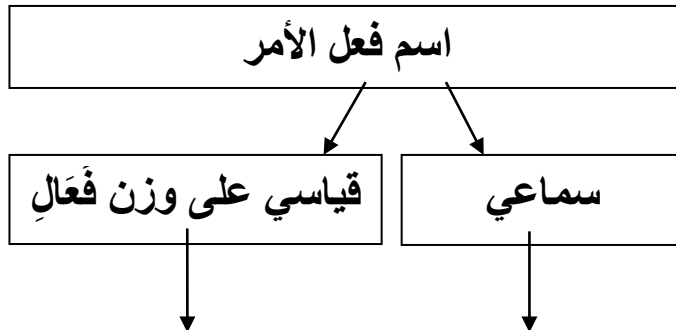 اسم فعل الأمر
سماعي
قياسي على وزن فَعَالِ